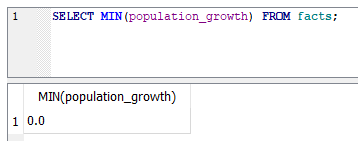 1 SELECT MIN(population_growth) FROM facts;
MIN(population_growth)
1 0.0